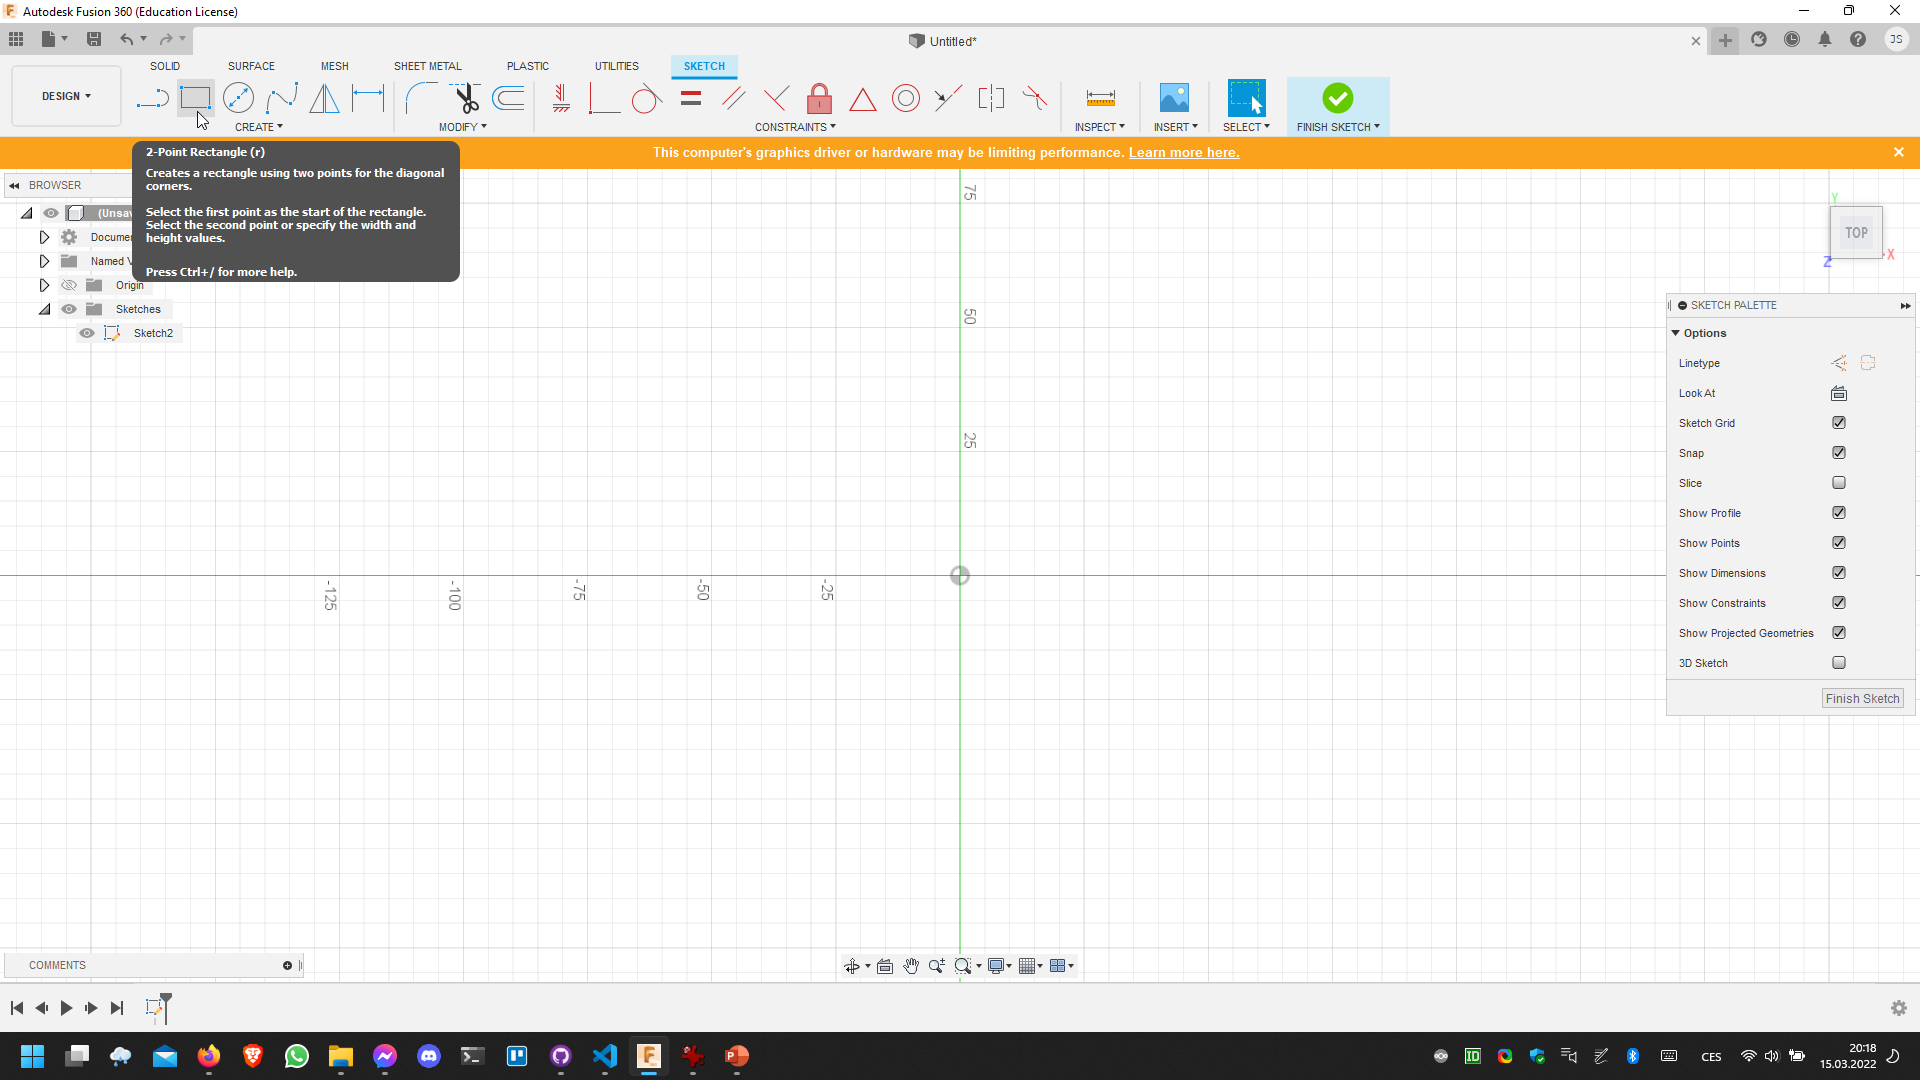 Autodesk Fusion 360 (Education License)
Untitled*
JS
SOLID SURFACE MESH SHEET METAL PLASTIC UTILITIES SKETCH
DESIGN
CREATE MODIFY CONSTRAINTS INSPECT INSERT SELECT FINISH SKETCH
This computer's graphics driver or hardware may be limiting performance. Learn more here.
2-Point Rectangle (r)
Creates a rectangle using two points for the diagonal
corners.
Select the first point as the start of the rectangle.
Select the second point or specify the width and
height values.
Press Ctrl+/ for more help.
BROWSER
(Unsav
Documen
Named V
Origin
Sketches
Sketch2
75
50
25
-125
-100
-75
-50
-25
Y
TOP
X
Z
SKETCH PALETTE
Options
Linetype
Look At
Sketch Grid
Snap
Slice
Show Profile
Show Points
Show Dimensions
Show Constraints
Show Projected Geometries
3D Sketch
Finish Sketch
COMMENTS
CES
20:18
15.03.2022